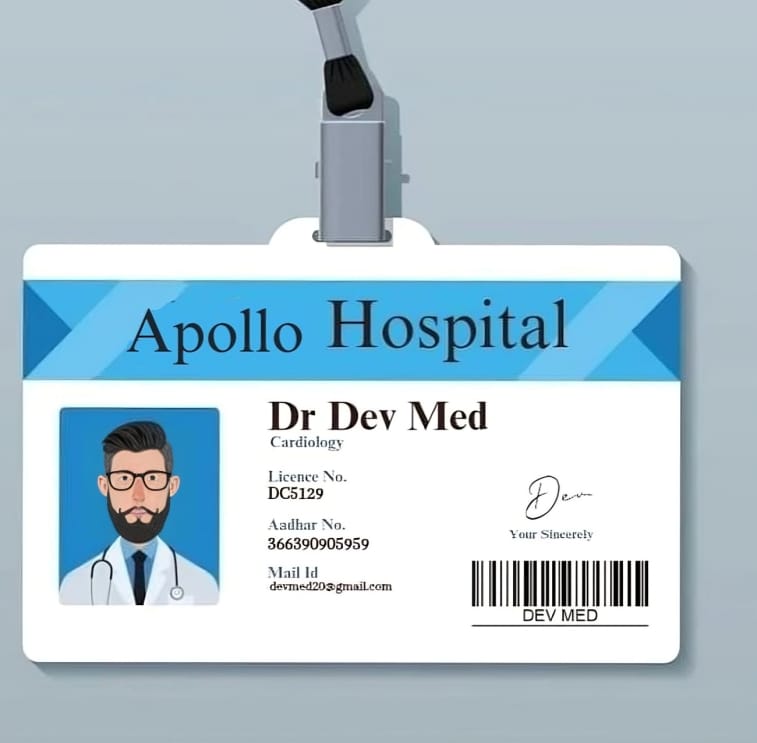 Apollo Hospital
Dr Dev Med
Cardiology
Licence No.
DC5129
Aadhar No.
366390905959
Mail Id
devmed20@gmail.com
Dev
Your Sincerely
DEV MED